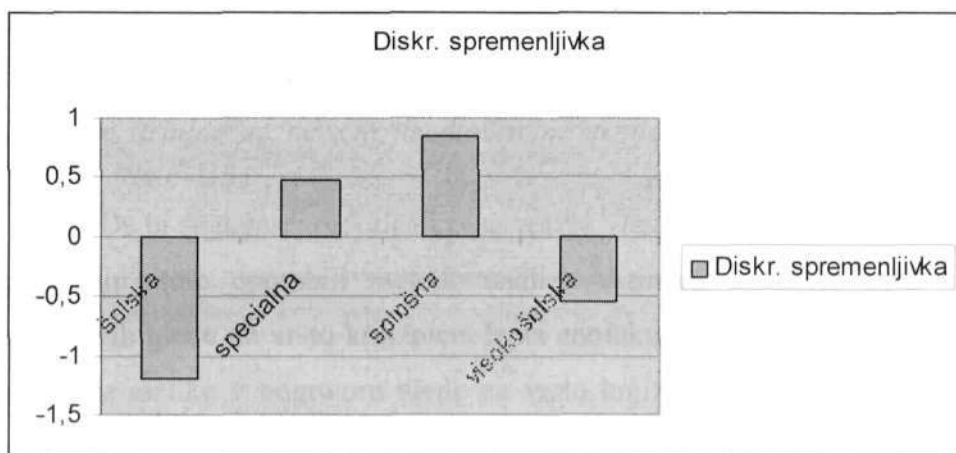 Diskr. spremenljivka
1
0,5
0
-0,5
-1
-1,5
šolska
specialna
splošna
visokošolska
Diskr. spremenljivka